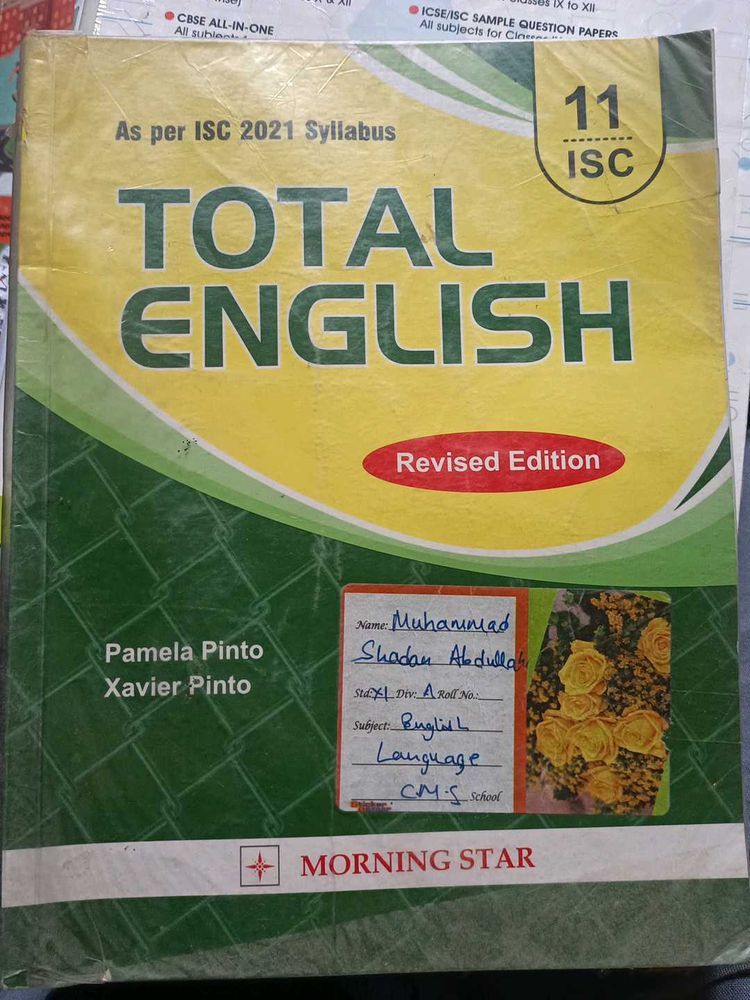 CBSE ALL-IN-ONE
ICSE/ISC SAMPLE QUESTION PAPERS
All subjects for
11
ISC
As per ISC 2021 Syllabus
TOTAL
ENGLISH
Revised Edition
Pamela Pinto
Xavier Pinto
Name: Muhammad
Shadan Abdullah
Std: XI Div: A Roll No.:
Subject: English
Language
C.M.S School
MORNING STAR